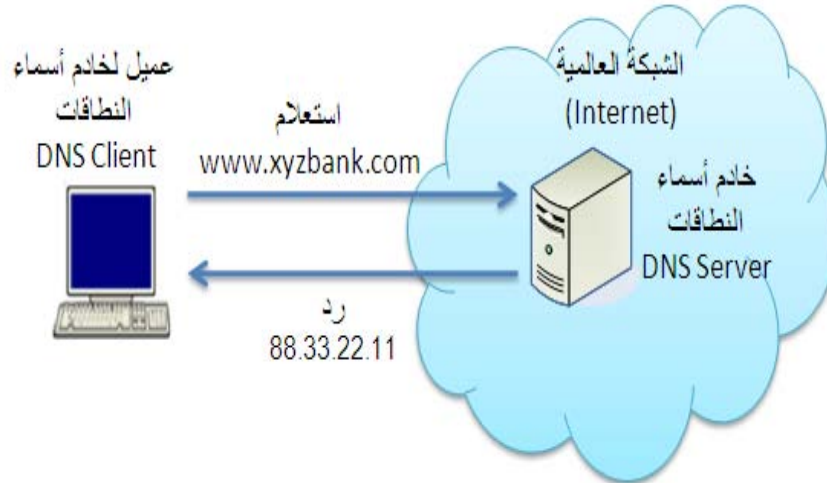 عميل لخادم أسماء
النطاقات
DNS Client
استعلام
www.xyzbank.com
رد
88.33.22.11
الشبكة العالمية
(Internet)
خادم أسماء
النطاقات
DNS Server